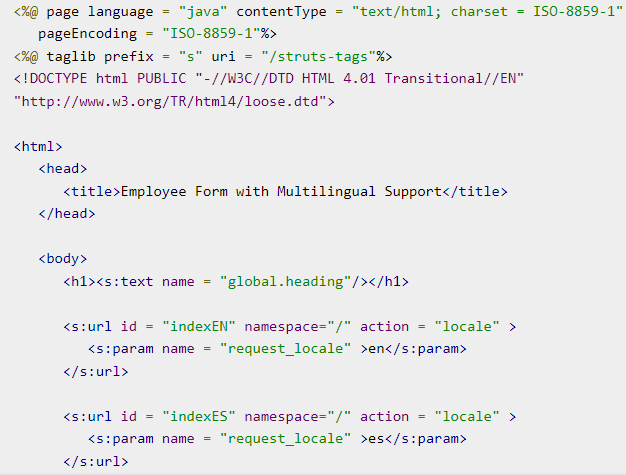 <%@ page language = "java" contentType = "text/html; charset = ISO-8859-1"
   pageEncoding = "ISO-8859-1"%>
<%@ taglib prefix = "s" uri = "/struts-tags"%>
<!DOCTYPE html PUBLIC "-//W3C//DTD HTML 4.01 Transitional//EN"
"http://www.w3.org/TR/html4/loose.dtd">

<html>
   <head>
      <title>Employee Form with Multilingual Support</title>
   </head>

   <body>
      <h1><s:text name = "global.heading"/></h1>

      <s:url id = "indexEN" namespace="/" action = "locale" >
         <s:param name = "request_locale" >en</s:param>
      </s:url>

      <s:url id = "indexES" namespace="/" action = "locale" >
         <s:param name = "request_locale" >es</s:param>
      </s:url>